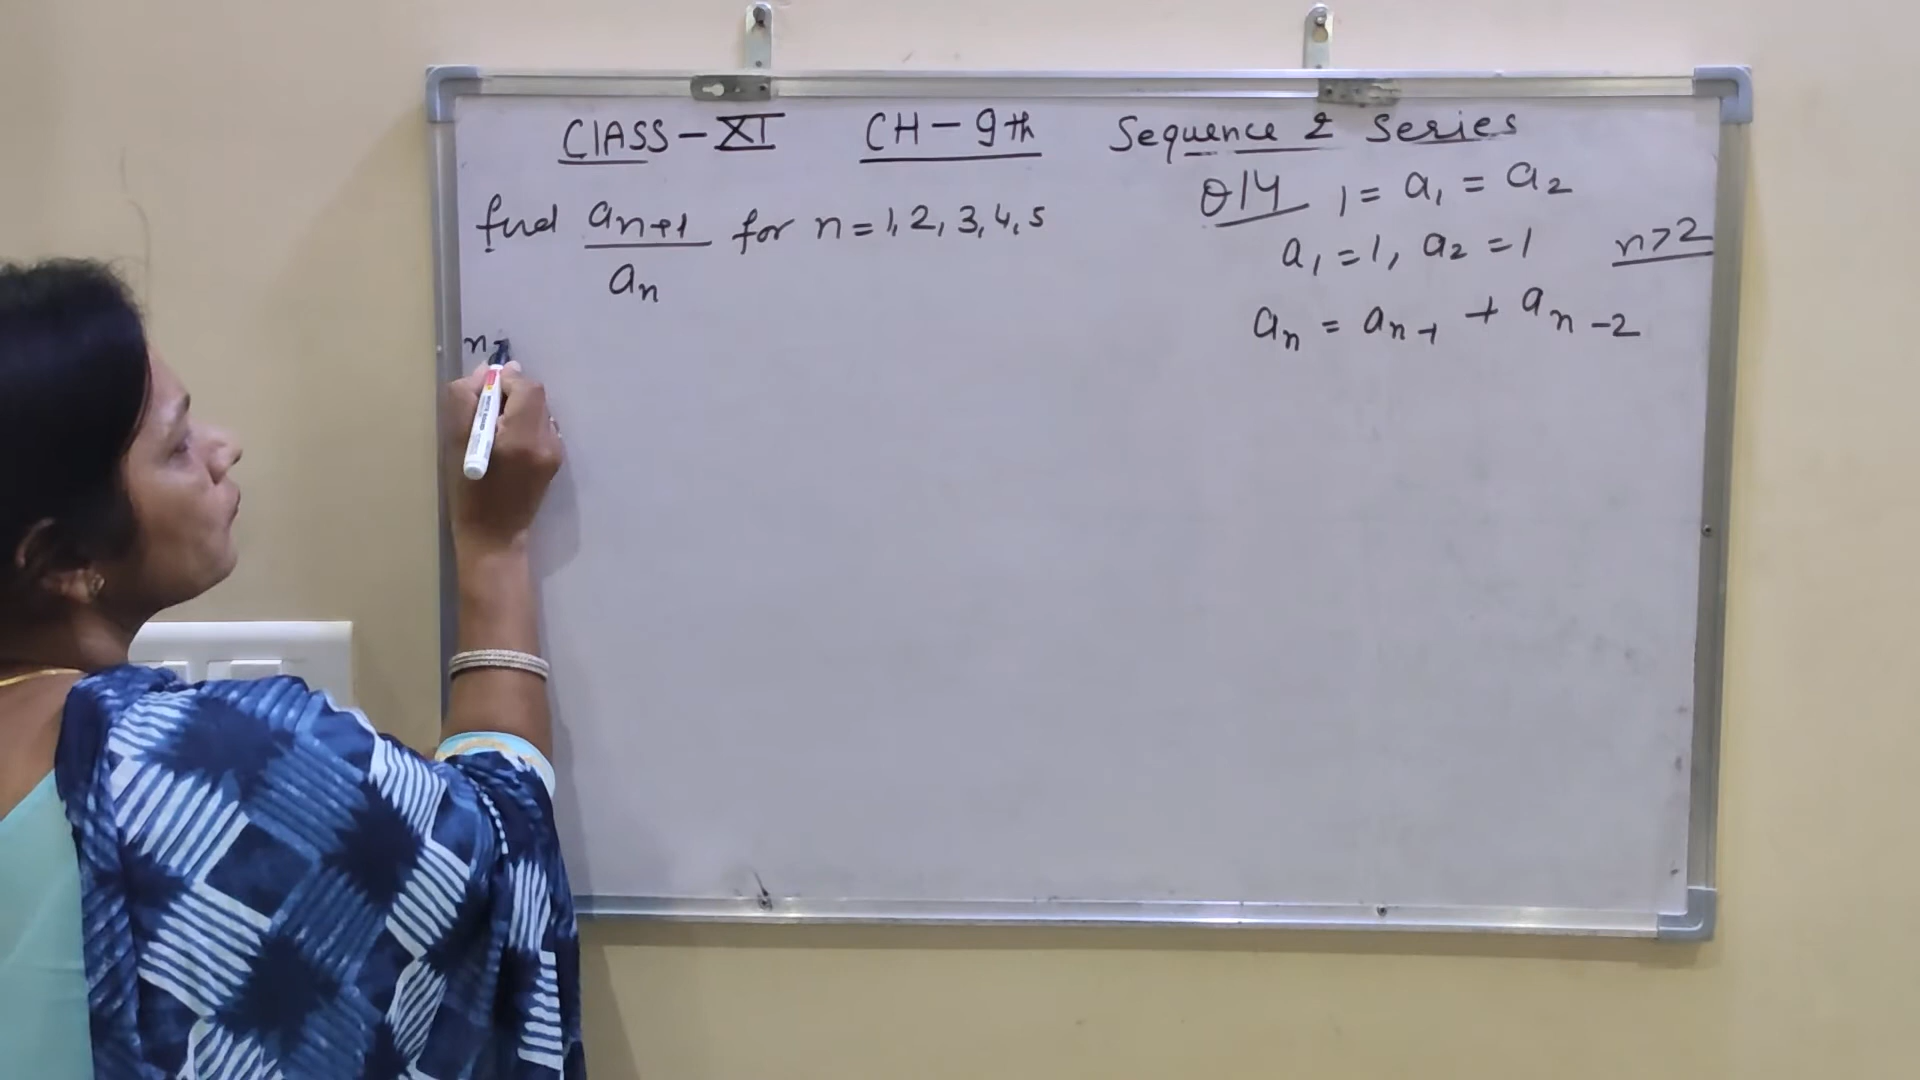 ClASS - XI CH - 9th Sequence & Series
find an+1/an for n = 1, 2, 3, 4, 5
n =
Q14 1 = a1 = a2
a1 = 1, a2 = 1 n>2
an = an-1 + an-2